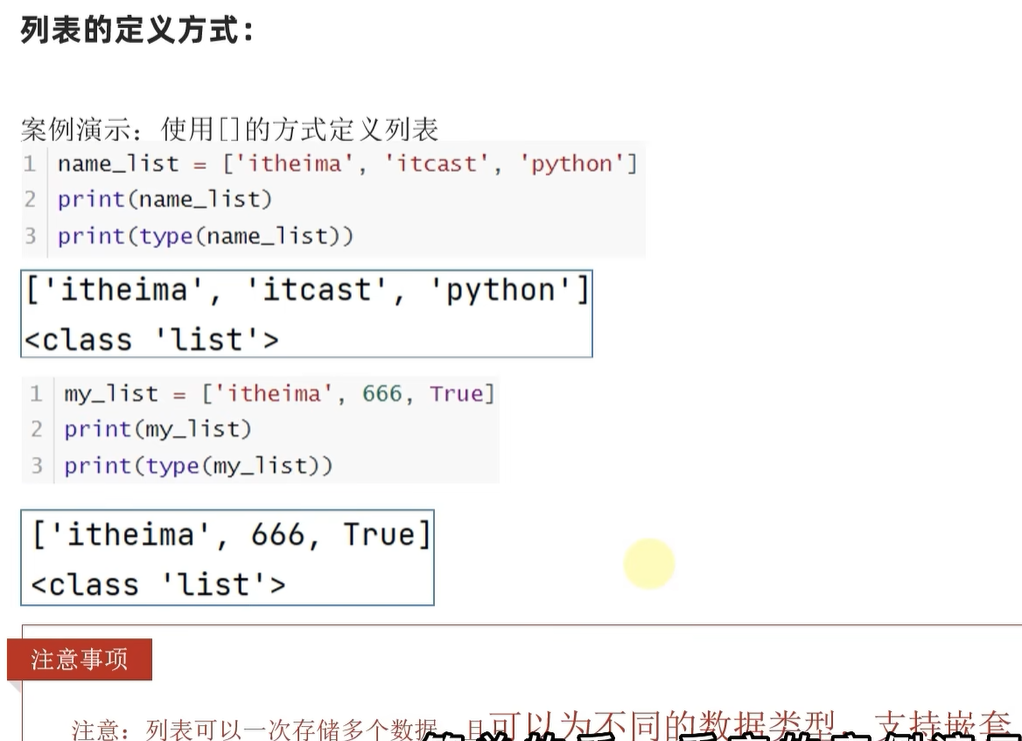 列表的定义方式：
案例演示：使用[]的方式定义列表
1 name_list = ['itheima', 'itcast', 'python']
2 print(name_list)
3 print(type(name_list))
['itheima', 'itcast', 'python']
<class 'list'>
1 my_list = ['itheima', 666, True]
2 print(my_list)
3 print(type(my_list))
['itheima', 666, True]
<class 'list'>
注意事项
注意：列表可以一次存储多个数据，且可以为不同的数据类型，支持嵌套